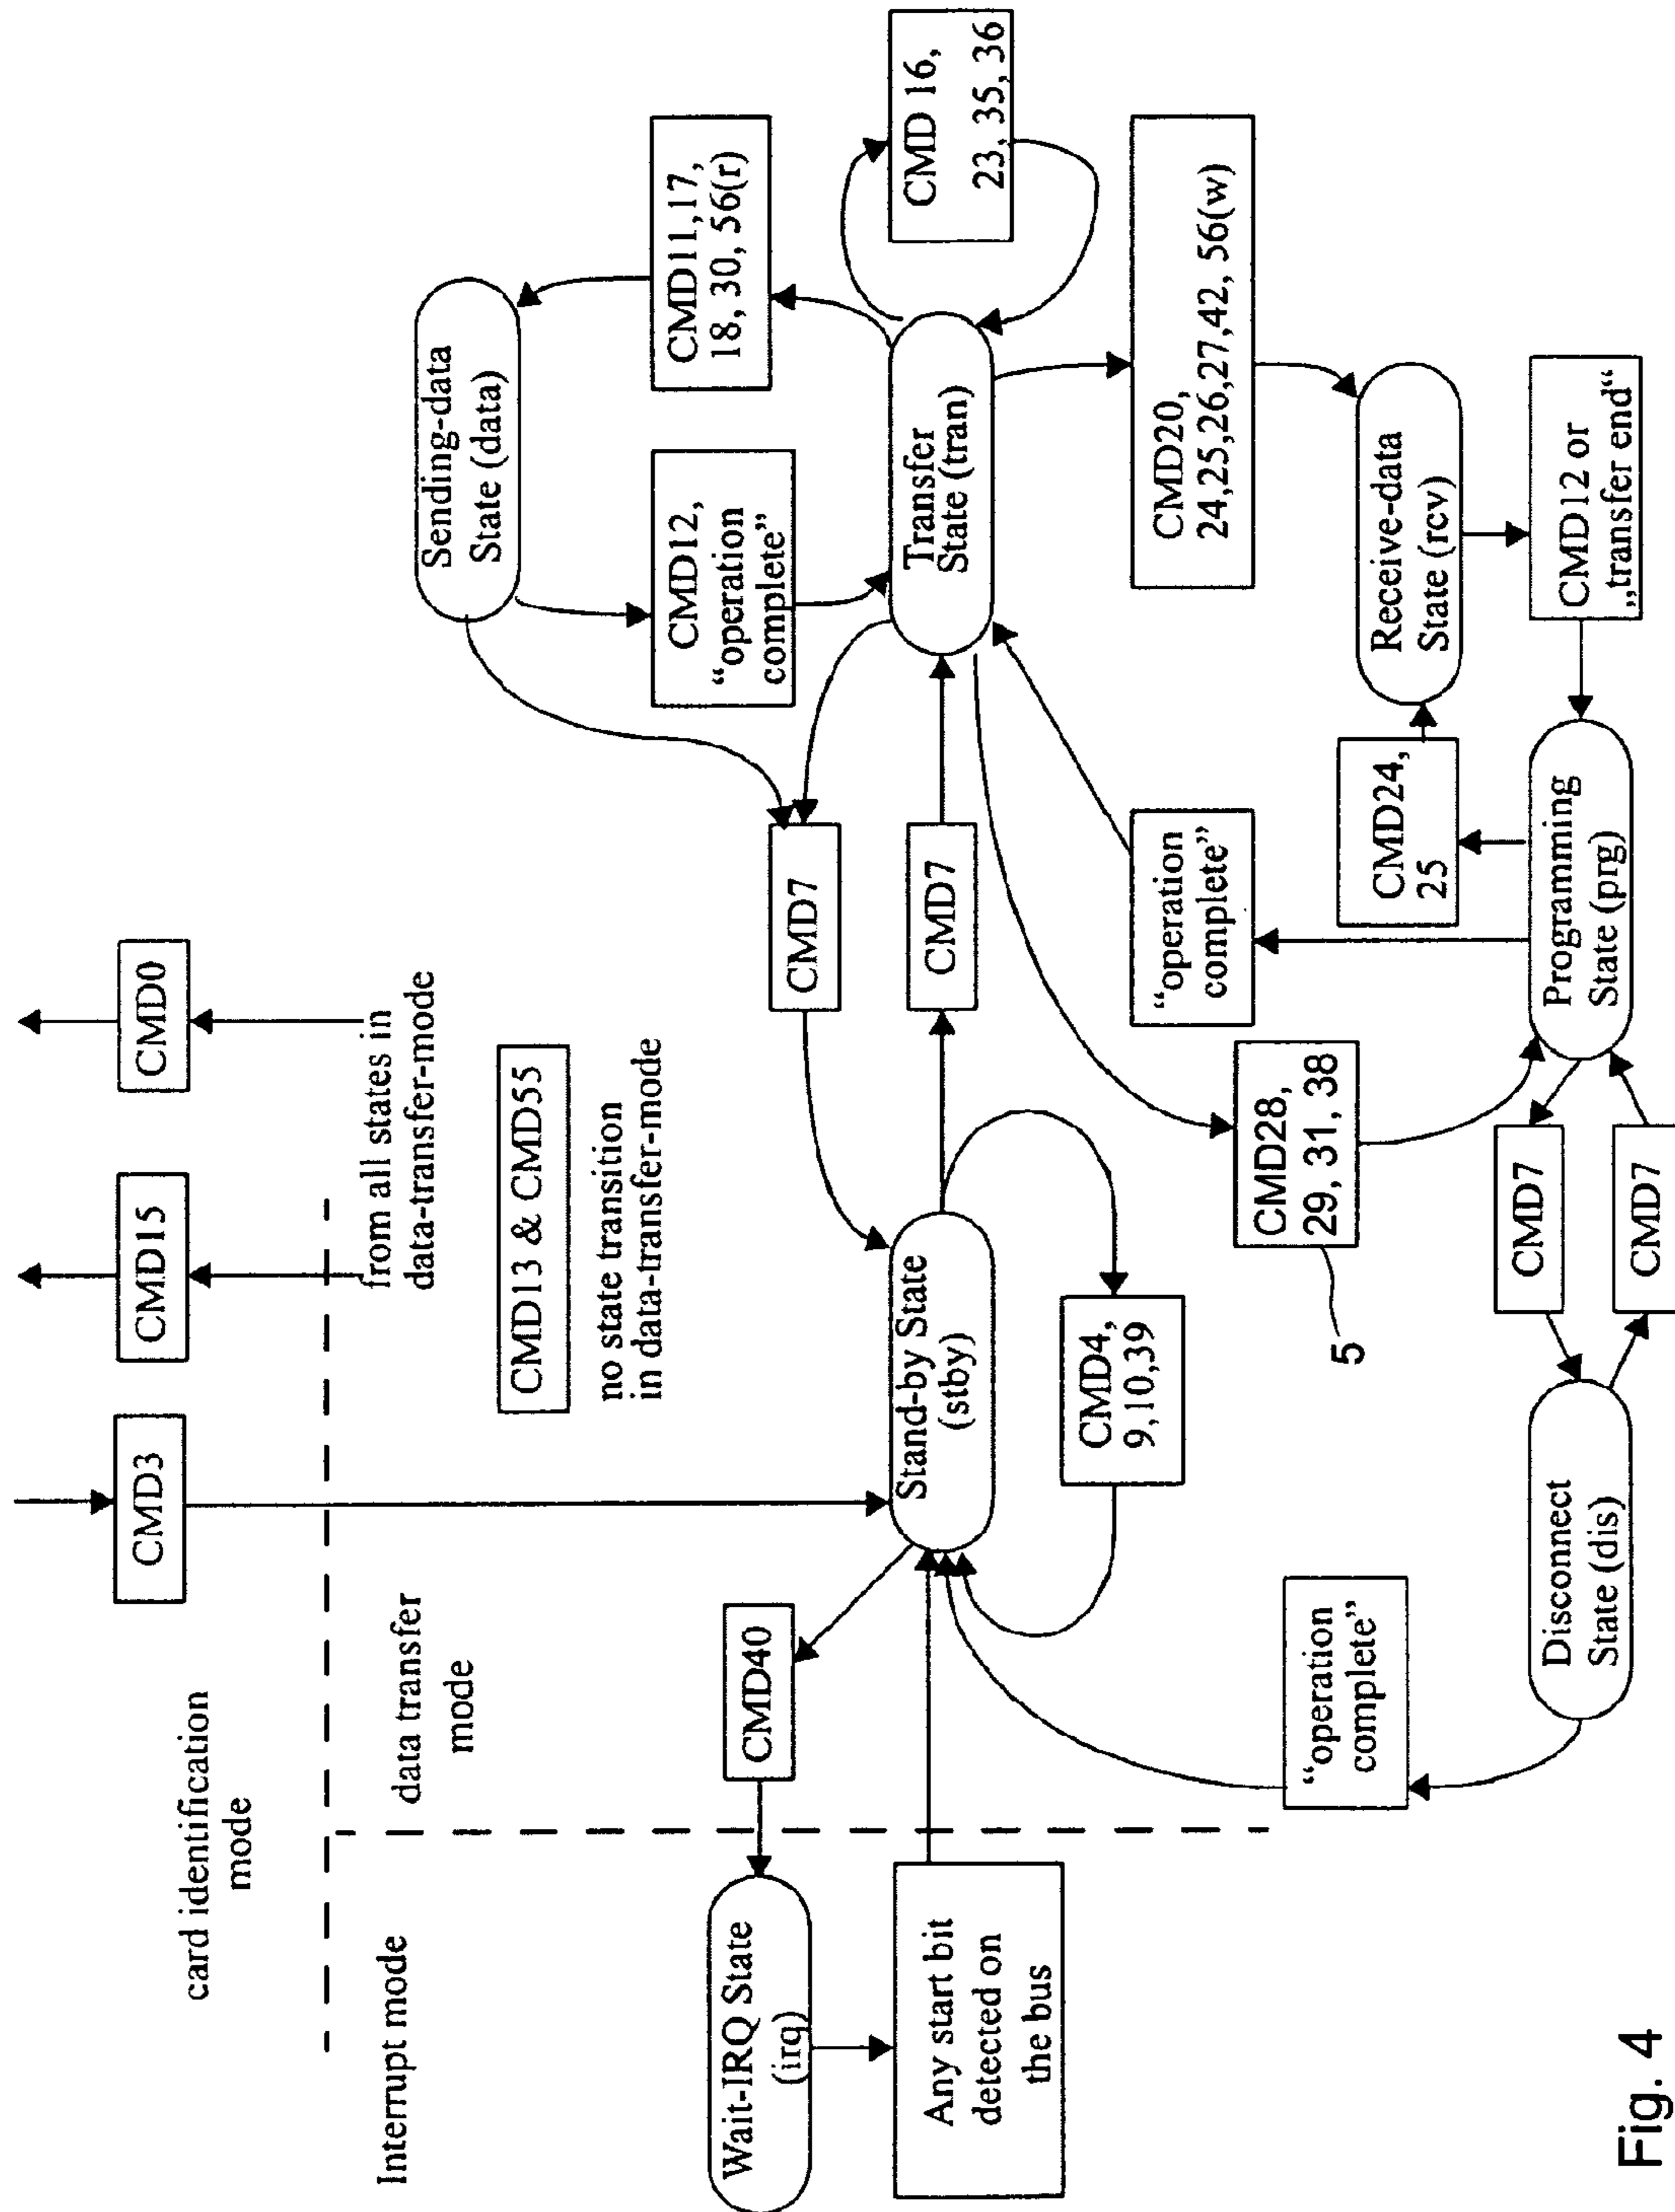 card identification
mode
CMD3
CMD15
CMD0
from all states in
data-transfer-mode
Interrupt mode
data transfer
mode
CMD13 & CMD55
no state transition
in data-transfer-mode
Sending-data
State (data)
CMD12,
“operation
complete”
CMD11,17,
18, 30, 56(r)
Wait-IRQ State
(irq)
CMD40
CMD7
Any start bit
detected on
the bus
Stand-by State
(stby)
CMD7
Transfer
State (tran)
CMD 16,
23, 35, 36
CMD4,
9,10,39
CMD20,
24,25,26,27,42, 56(w)
"operation
complete"
CMD28,
29, 31, 38
5
“operation
complete”
CMD24,
25
Receive-data
State (rcv)
CMD7
CMD7
Disconnect
State (dis)
Programming
State (prg)
CMD12 or
„transfer end“
Fig. 4